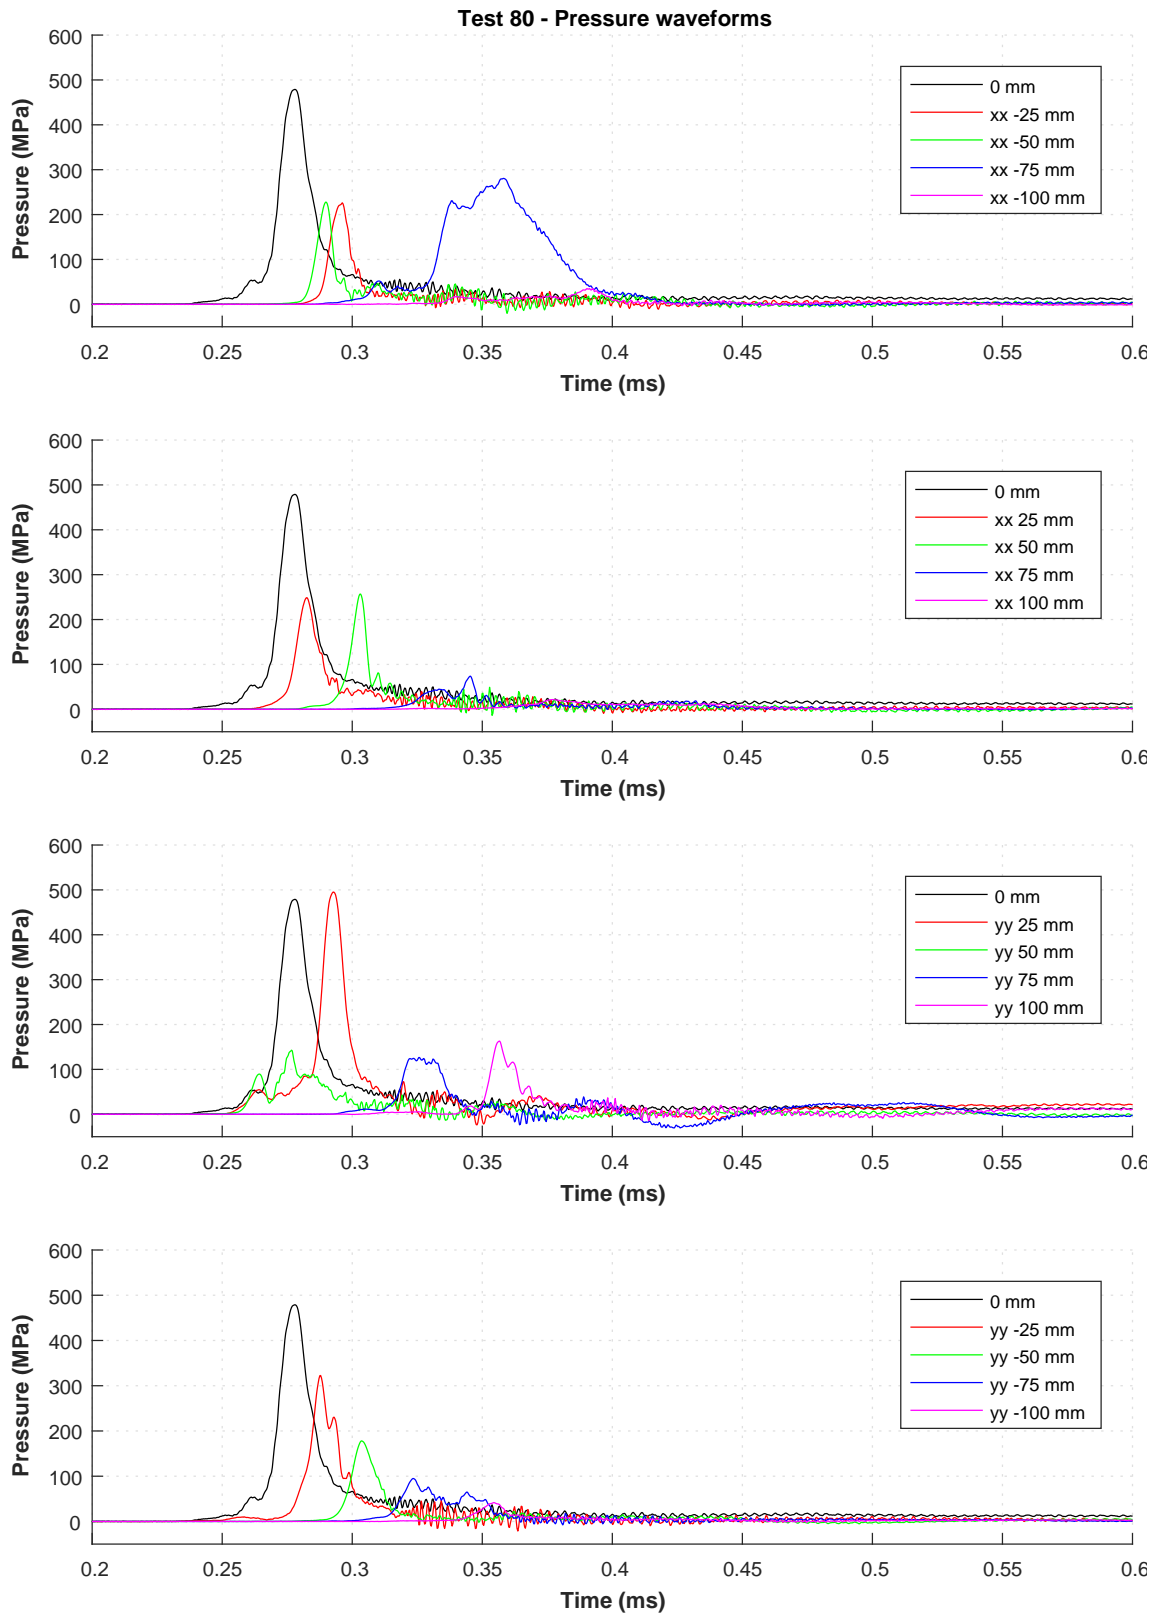 Test 80 - Pressure waveforms
600
500
400
300
200
100
0
Pressure (MPa)
0 mm
xx -25 mm
xx -50 mm
xx -75 mm
xx -100 mm
0.2 0.25 0.3 0.35 0.4 0.45 0.5 0.55 0.6
Time (ms)
600
500
400
300
200
100
0
Pressure (MPa)
0 mm
xx 25 mm
xx 50 mm
xx 75 mm
xx 100 mm
0.2 0.25 0.3 0.35 0.4 0.45 0.5 0.55 0.6
Time (ms)
600
500
400
300
200
100
0
Pressure (MPa)
0 mm
yy 25 mm
yy 50 mm
yy 75 mm
yy 100 mm
0.2 0.25 0.3 0.35 0.4 0.45 0.5 0.55 0.6
Time (ms)
600
500
400
300
200
100
0
Pressure (MPa)
0 mm
yy -25 mm
yy -50 mm
yy -75 mm
yy -100 mm
0.2 0.25 0.3 0.35 0.4 0.45 0.5 0.55 0.6
Time (ms)